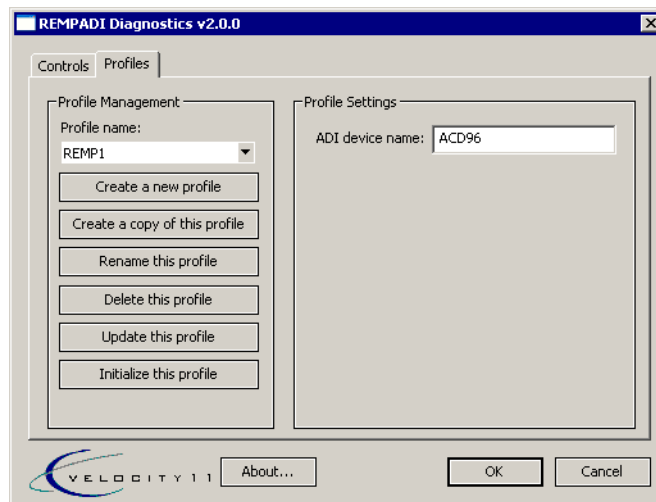 REMPADI Diagnostics v2.0.0
Controls
Profiles
Profile Management
Profile name:
REMP1
Create a new profile
Create a copy of this profile
Rename this profile
Delete this profile
Update this profile
Initialize this profile
Profile Settings
ADI device name:
ACD96
VELOCITY11
About...
OK
Cancel